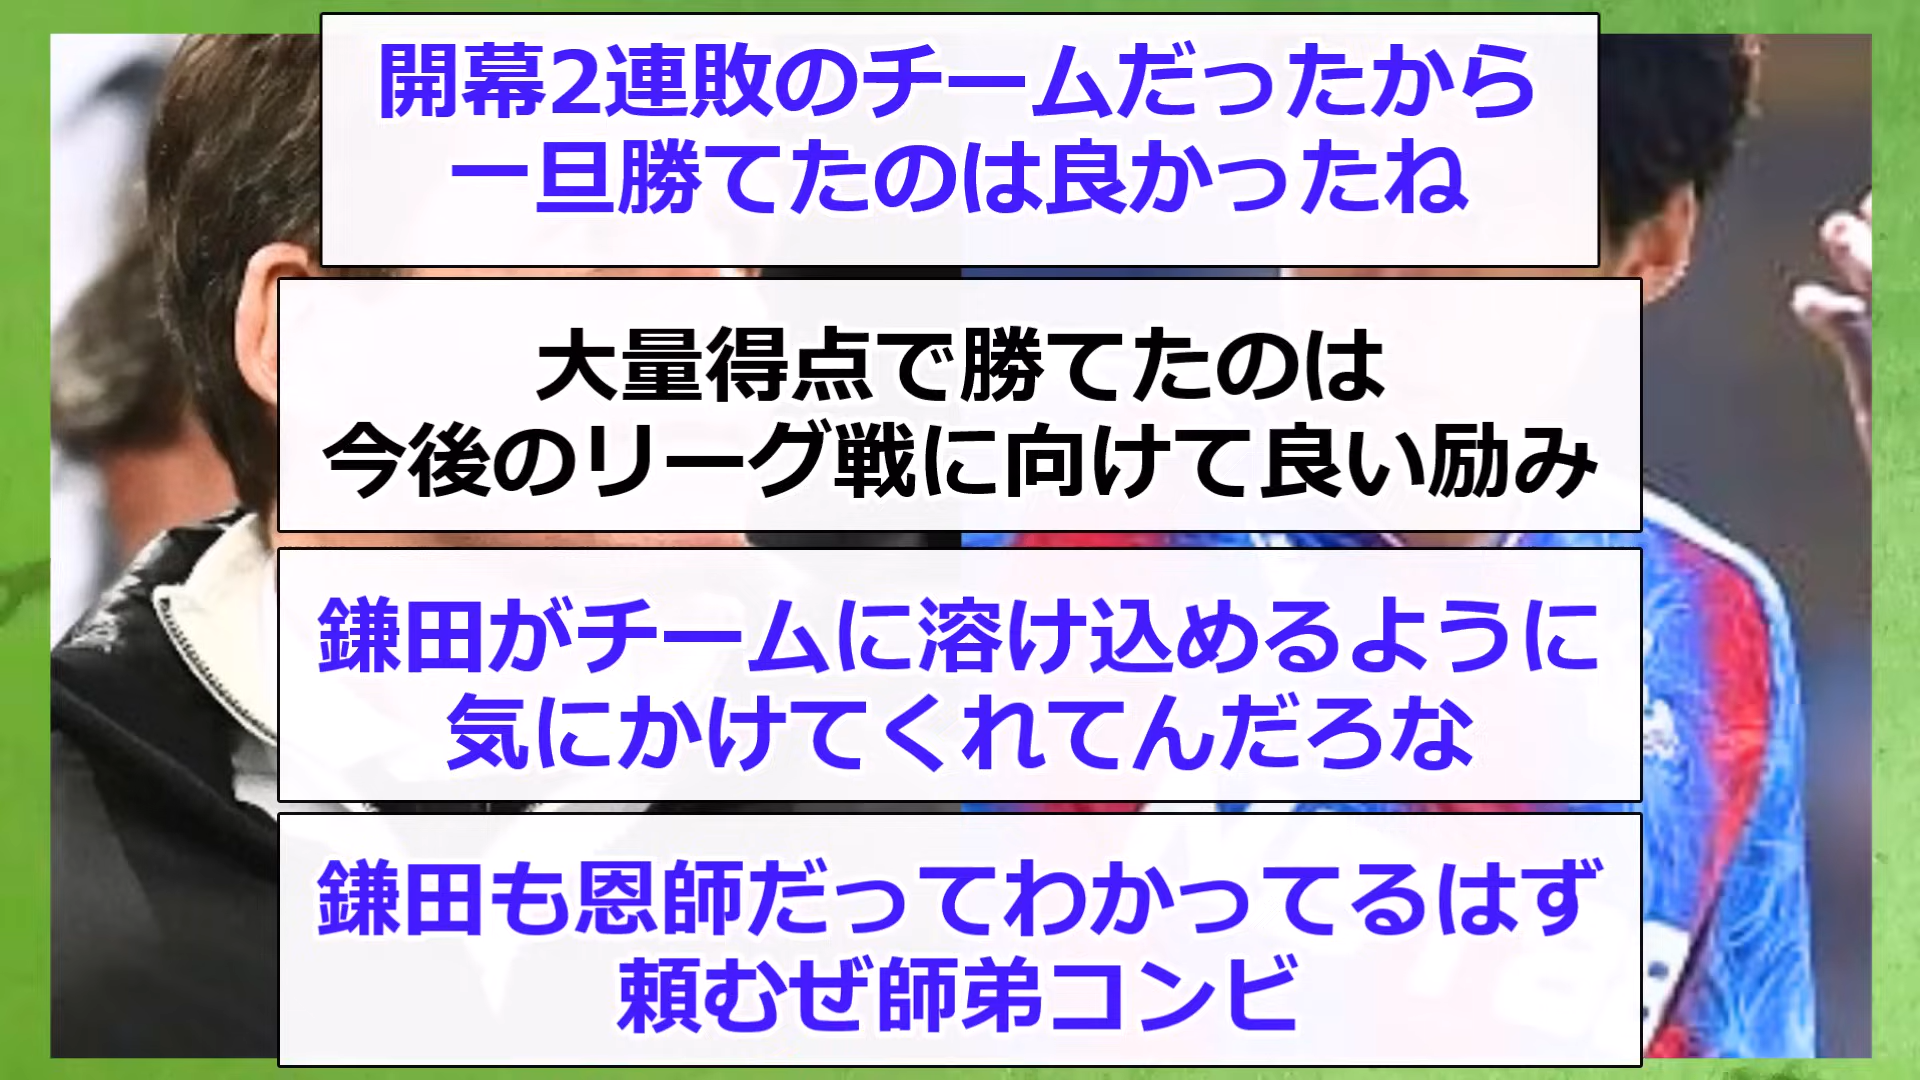 開幕2連敗のチームだったから
一旦勝てたのは良かったね
大量得点で勝てたのは
今後のリーグ戦に向けて良い励み
鎌田がチームに溶け込めるように
気にかけてくれてんだろな
鎌田も恩師だってわかってるはず
頼むぜ師弟コンビ